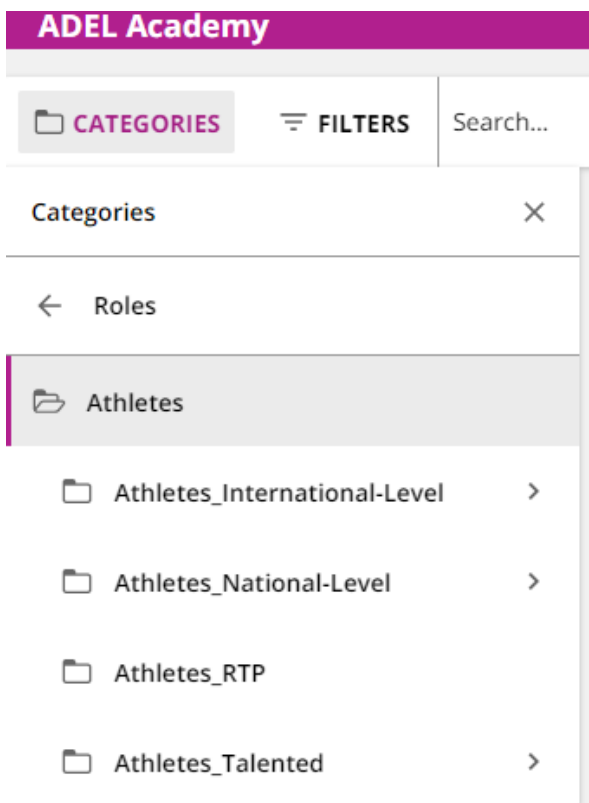 ADEL Academy
CATEGORIES FILTERS Search...
Categories
Roles
Athletes
Athletes_International-Level
Athletes_National-Level
Athletes_RTP
Athletes_Talented